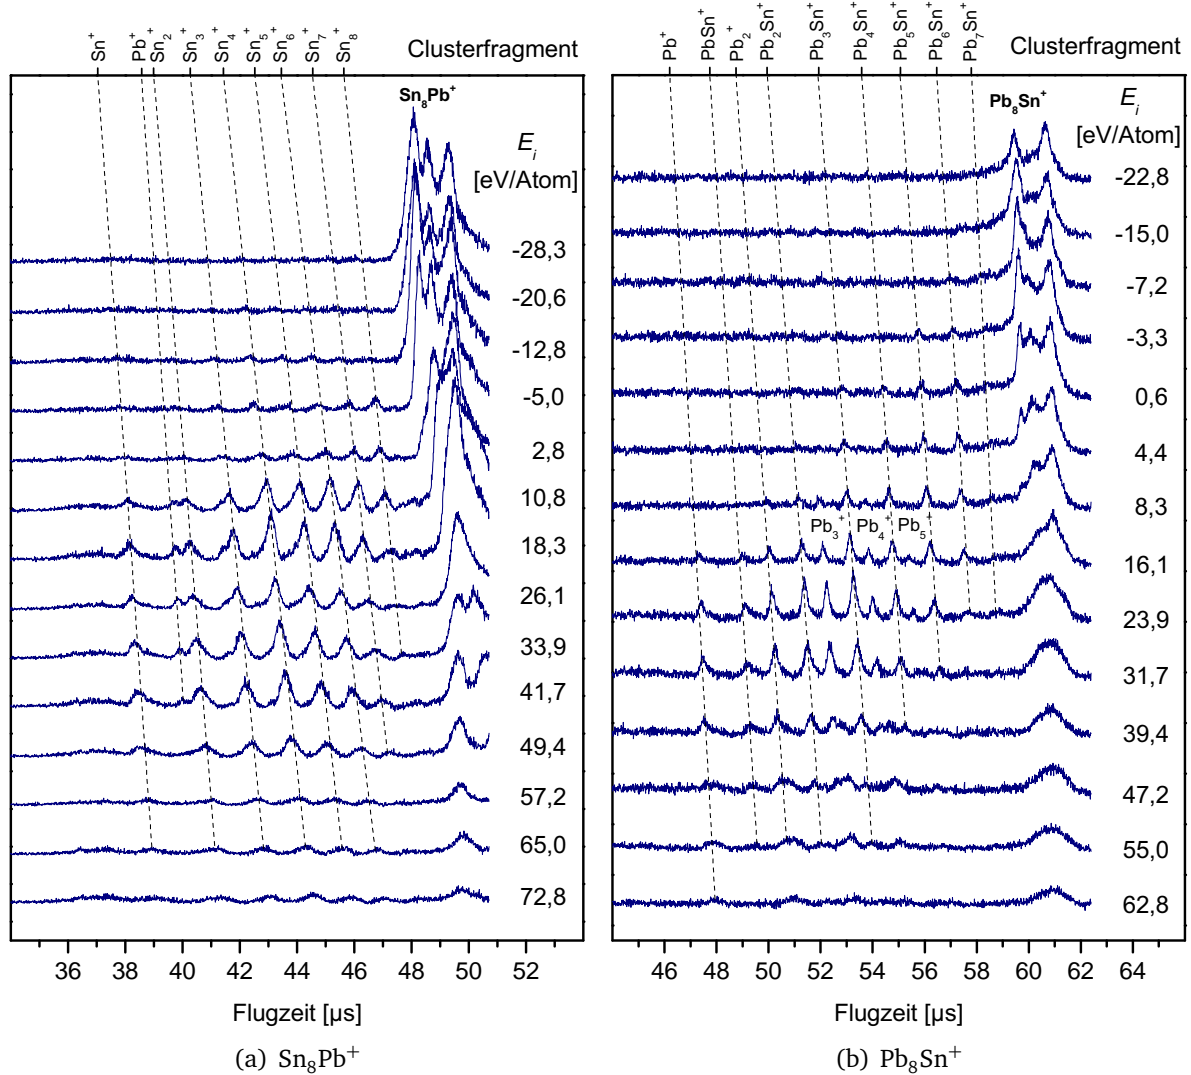 Sn⁺ Pb⁺ Sn₂⁺ Sn₃⁺ Sn₄⁺ Sn₅⁺ Sn₆⁺ Sn₇⁺ Sn₈⁺ Clusterfragment
Sn₈Pb⁺
Eᵢ
[eV/Atom]
-28,3
-20,6
-12,8
-5,0
2,8
10,8
18,3
26,1
33,9
41,7
49,4
57,2
65,0
72,8
36 38 40 42 44 46 48 50 52
Flugzeit [µs]
(a) Sn₈Pb⁺
Pb⁺ PbSn⁺ Pb₂⁺ Pb₂Sn⁺ Pb₃Sn⁺ Pb₄Sn⁺ Pb₅Sn⁺ Pb₆Sn⁺ Pb₇Sn⁺ Clusterfragment
Pb₈Sn⁺
Eᵢ
[eV/Atom]
-22,8
-15,0
-7,2
-3,3
0,6
4,4
8,3
Pb₃⁺ Pb₄⁺ Pb₅⁺
16,1
23,9
31,7
39,4
47,2
55,0
62,8
46 48 50 52 54 56 58 60 62 64
Flugzeit [µs]
(b) Pb₈Sn⁺